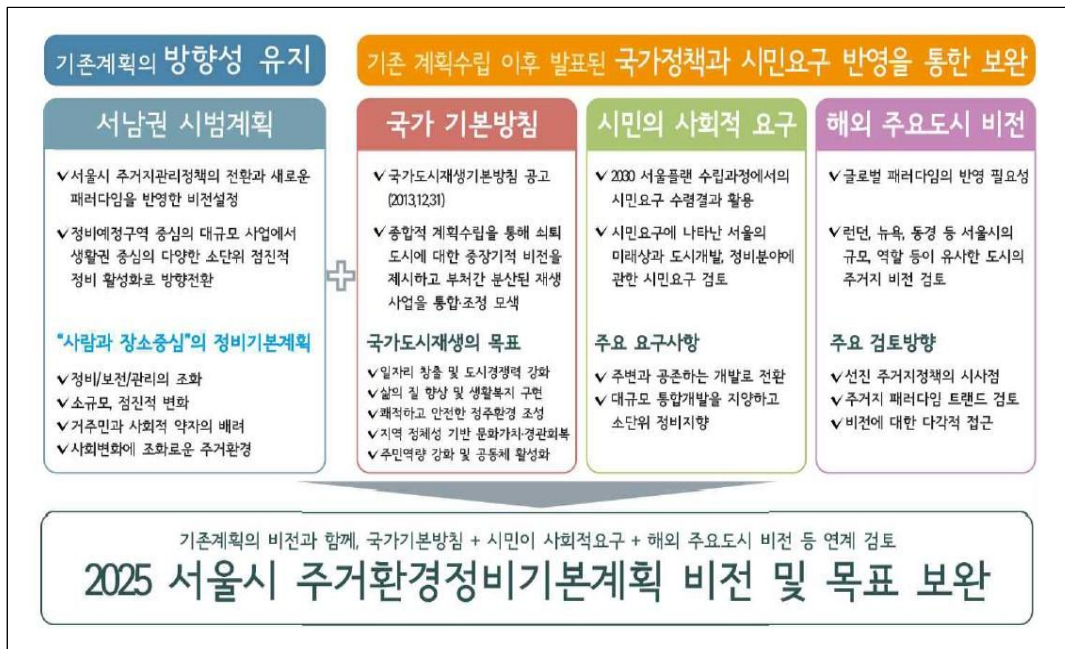 기존계획의 방향성 유지
기존 계획수립 이후 발표된 국가정책과 시민요구 반영을 통한 보완
서남권 시범계획
✔서울시 주거지관리정책의 전환과 새로운
패러다임을 반영한 비전설정
✔정비예정구역 중심의 대규모 사업에서
생활권 중심의 다양한 소단위 점진적
정비 활성화로 방향전환
"사람과 장소중심"의 정비기본계획
✔정비/보전/관리의 조화
✔소규모, 점진적 변화
✔거주민과 사회적 약자의 배려
✔사회변화에 조화로운 주거환경
국가 기본방침
✔국가도시재생기본방침 공고
(2013.12.31)
✔종합적 계획수립을 통해 쇠퇴
도시에 대한 중장기적 비전을
제시하고 부처간 분산된 재생
사업을 통합·조정 모색
국가도시재생의 목표
✔일자리 창출 및 도시경쟁력 강화
✔삶의 질 향상 및 생활복지 구현
✔쾌적하고 안전한 정주환경 조성
✔지역 정체성 기반 문화가치·경관회복
✔주민역량 강화 및 공동체 활성화
시민의 사회적 요구
✔2030 서울플랜 수립과정에서의
시민요구 수렴결과 활용
✔시민요구에 나타난 서울의
미래상과 도시개발, 정비분야에
관한 시민요구 검토
주요 요구사항
✔주변과 공존하는 개발로 전환
✔대규모 통합개발을 지양하고
소단위 정비지향
해외 주요도시 비전
✔글로벌 패러다임의 반영 필요성
✔런던, 뉴욕, 동경 등 서울시의
규모, 역할 등이 유사한 도시의
주거지 비전 검토
주요 검토방향
✔선진 주거지정책의 시사점
✔주거지 패러다임 트랜드 검토
✔비전에 대한 다각적 접근
기존계획의 비전과 함께, 국가기본방침 + 시민이 사회적요구 + 해외 주요도시 비전 등 연계 검토
2025 서울시 주거환경정비기본계획 비전 및 목표 보완